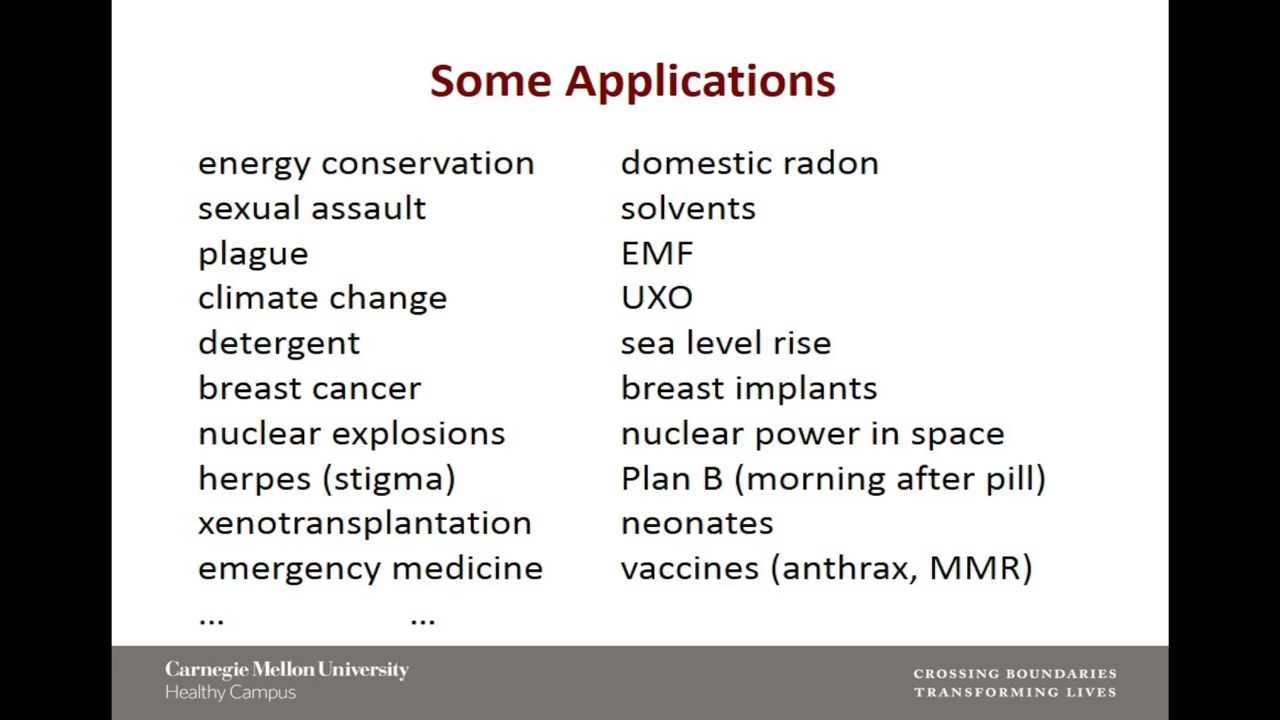 Some Applications
energy conservation
sexual assault
plague
climate change
detergent
breast cancer
nuclear explosions
herpes (stigma)
xenotransplantation
emergency medicine
... ...
domestic radon
solvents
EMF
UXO
sea level rise
breast implants
nuclear power in space
Plan B (morning after pill)
neonates
vaccines (anthrax, MMR)
Carnegie Mellon University
Healthy Campus
CROSSING BOUNDARIES
TRANSFORMING LIVES